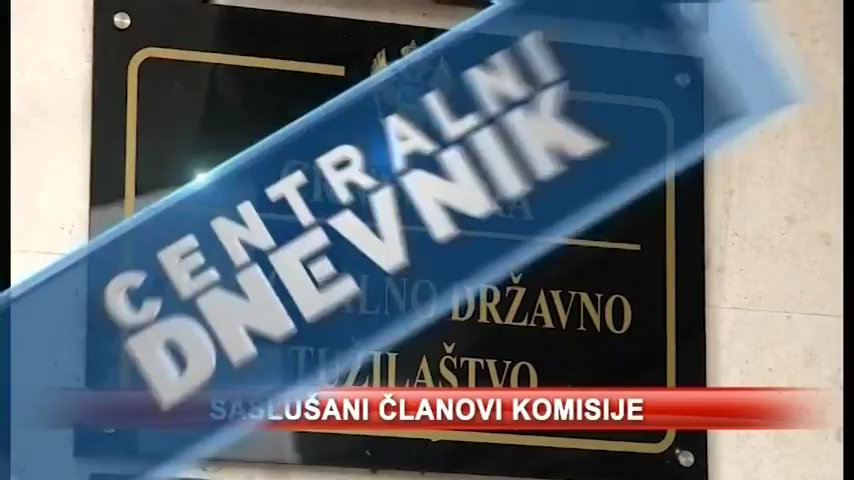 CENTRALNI
DNEVNIK
DRŽAVNO
TUŽILAŠTVO
SASLUŠANI ČLANOVI KOMISIJE